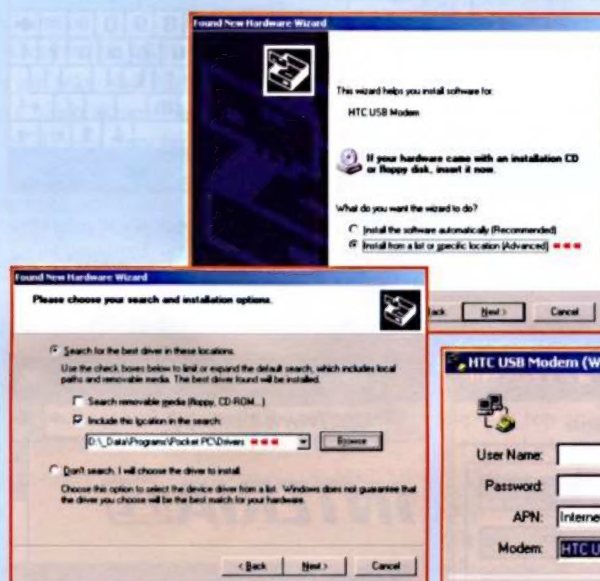 Found New Hardware Wizard
This wizard helps you install software for:
HTC USB Modem
If your hardware came with an installation CD
or floppy disk, insert it now.
What do you want the wizard to do?
Install the software automatically (Recommended)
Install from a list or specific location (Advanced)
Next >
Cancel
Found New Hardware Wizard
Please choose your search and installation options.
Search for the best driver in these locations.
Use the check boxes below to limit or expand the default search, which includes local
paths and removable media. The best driver found will be installed.
Search removable media (floppy, CD-ROM...)
Include this location in the search:
D:\_Data\Programs\Pocket PC\Drivers
Browse
Don't search. I will choose the driver to install.
Choose this option to select the device driver from a list. Windows does not guarantee that
the driver you choose will be the best match for your hardware.
< Back
Next >
Cancel
HTC USB Modem (W
User Name:
Password:
APN: Interne
Modem: HTC U